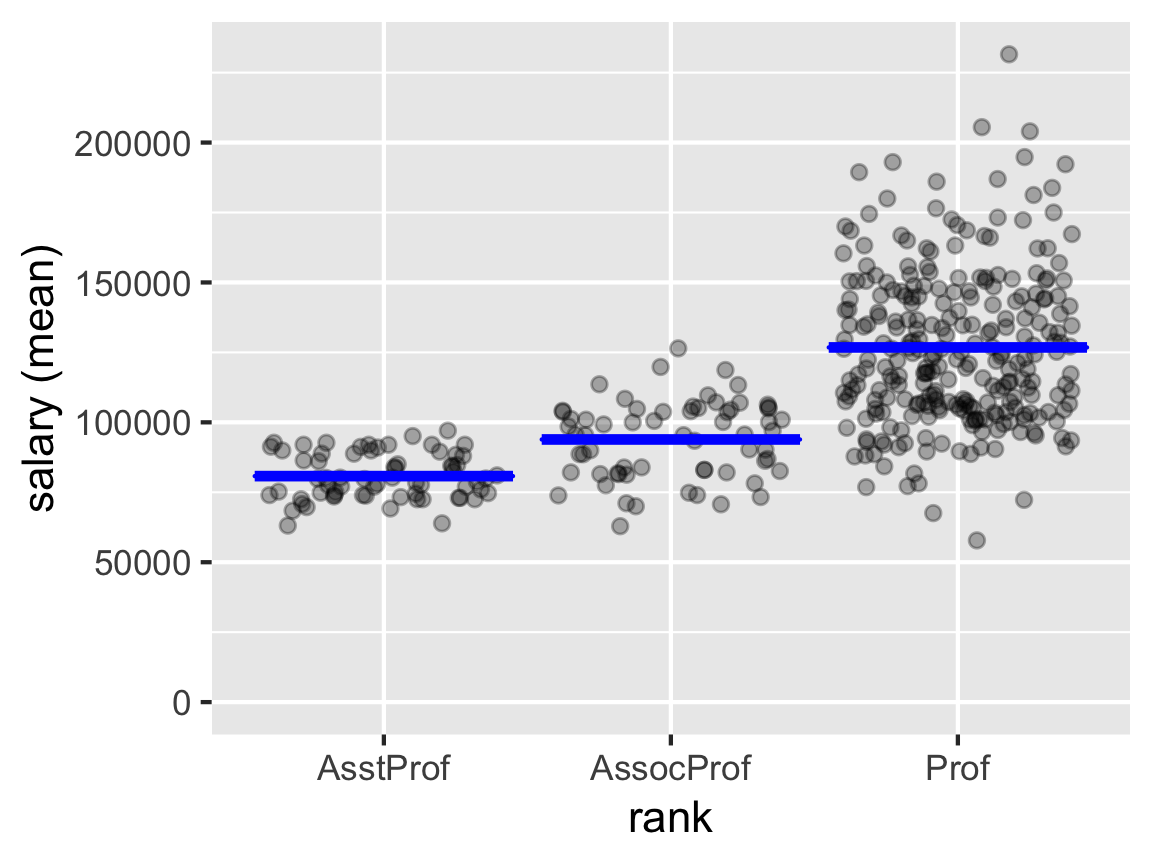 salary (mean)
200000
150000
100000
50000
0
AsstProf
AssocProf
Prof
rank